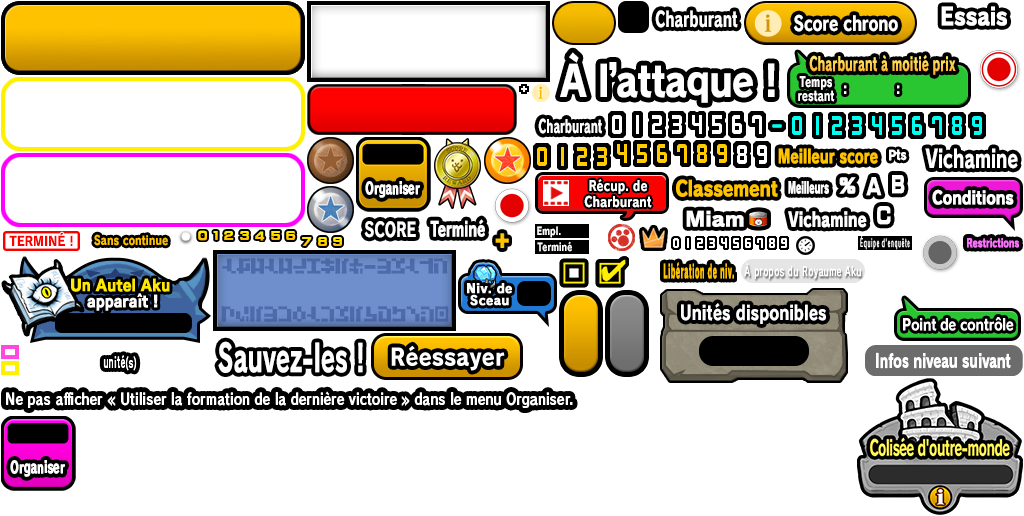 Charburant
Score chrono
Essais
À l'attaque !
Charburant à moitié prix
Temps
restant : :
Charburant 01234567-0123456789
0123456789
Meilleur score Pts
Vichamine
Organiser
Récup. de
Charburant
Classement
Meilleurs % A B
Conditions
SCORE
Terminé
Miam
Vichamine C
TERMINÉ !
Sans continue
0123456
789
Empl.
Terminé
0123456789
Équipe d'enquête
Restrictions
Un Autel Aku
apparaît !
Niv. de
Sceau
Libération de niv.
À propos du Royaume Aku
Unités disponibles
Point de contrôle
unité(s)
Sauvez-les !
Réessayer
Infos niveau suivant
Ne pas afficher « Utiliser la formation de la dernière victoire » dans le menu Organiser.
Organiser
Colisée d'outre-monde
i